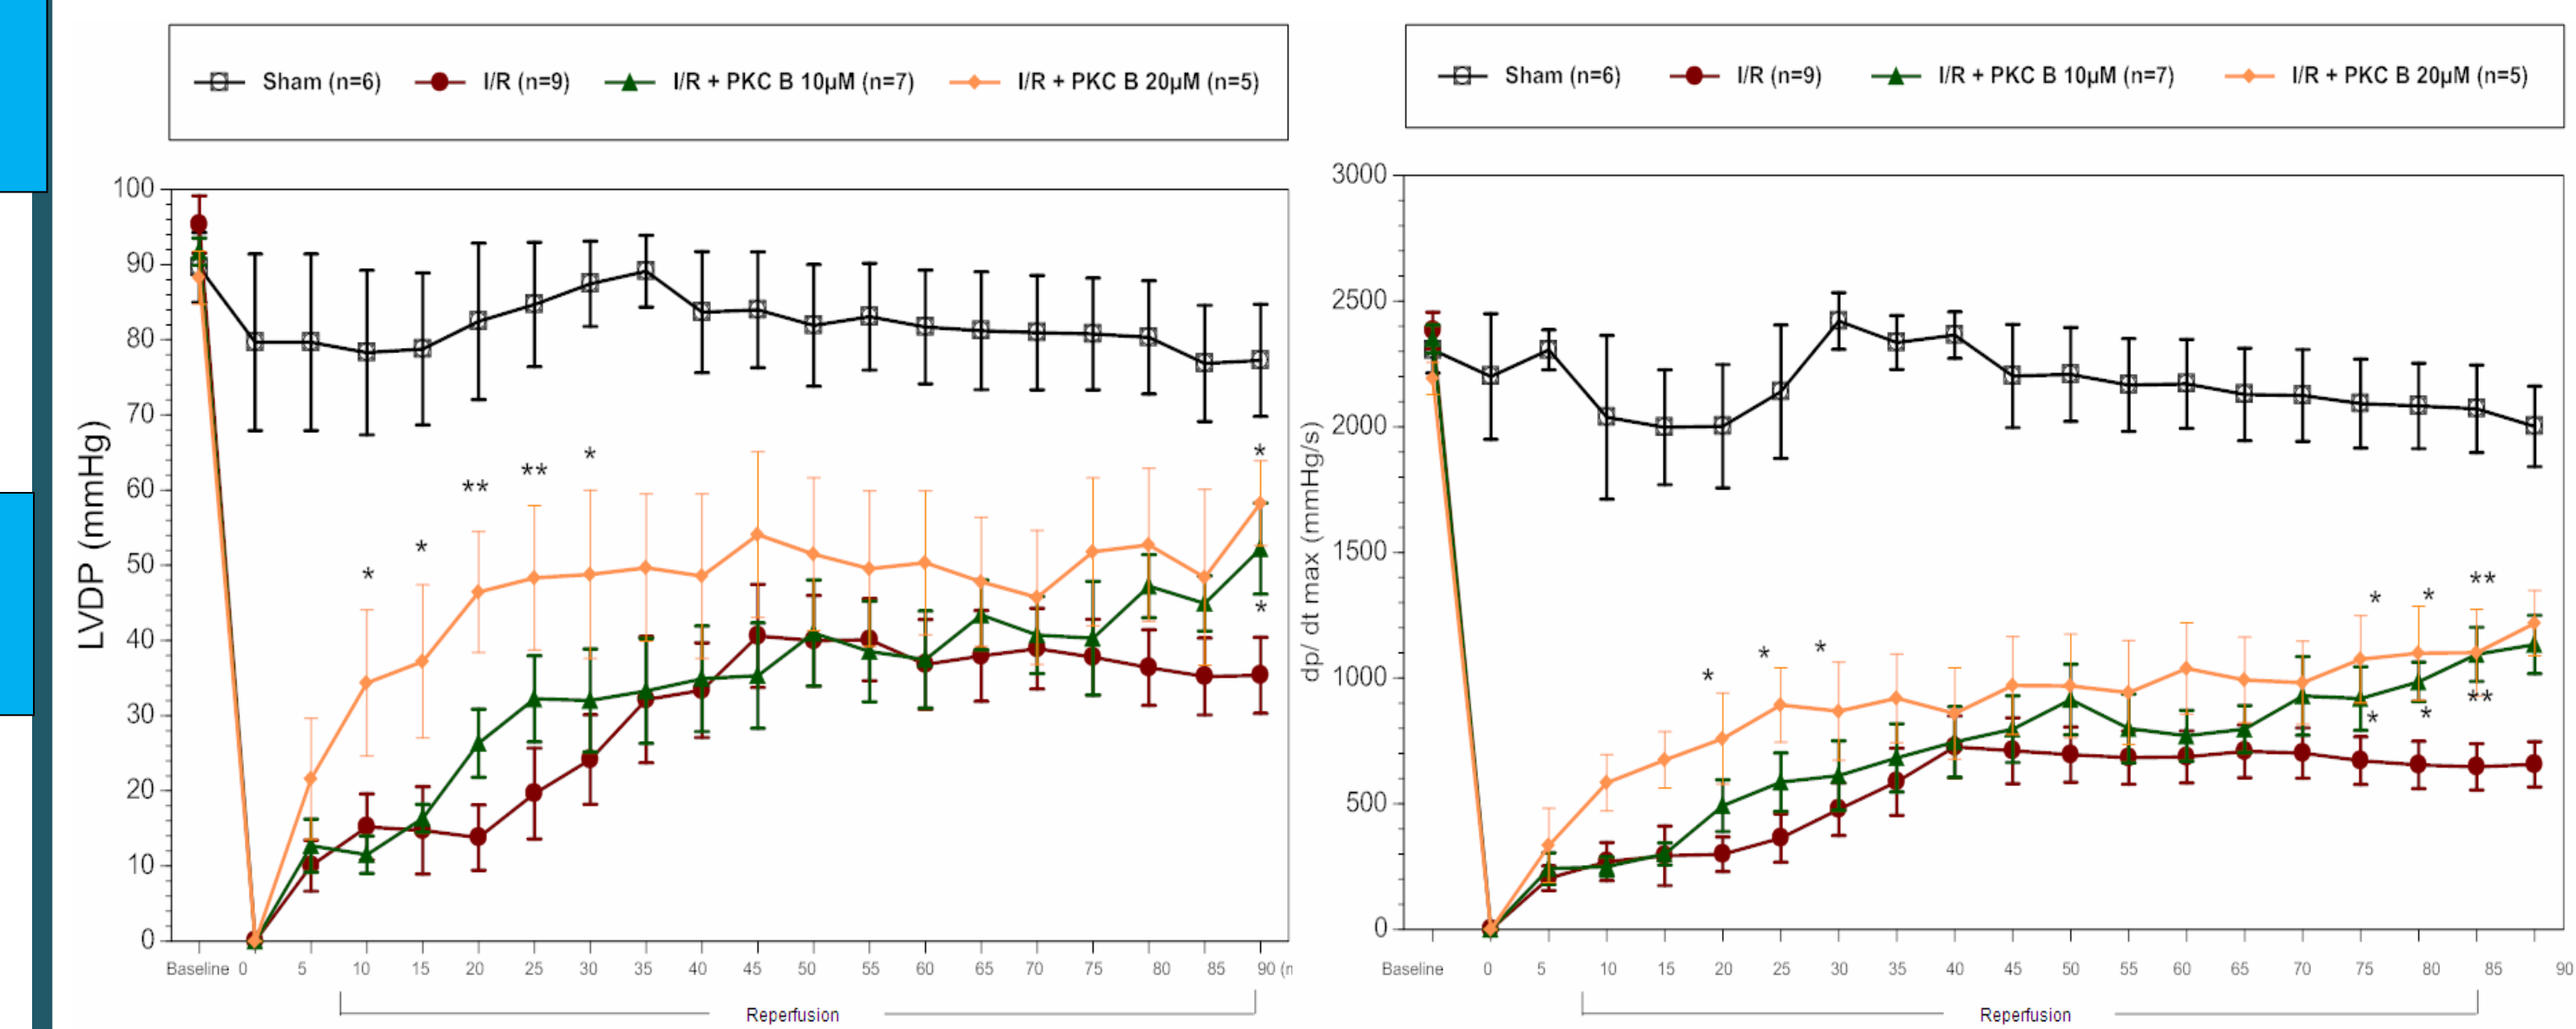 Sham (n=6) I/R (n=9) I/R + PKC B 10µM (n=7) I/R + PKC B 20µM (n=5)
LVDP (mmHg)
100
90
80
70
60
50
40
30
20
10
0
* * ** ** * * *
Baseline 0 5 10 15 20 25 30 35 40 45 50 55 60 65 70 75 80 85 90 (n
Reperfusion
Sham (n=6) I/R (n=9) I/R + PKC B 10µM (n=7) I/R + PKC B 20µM (n=5)
dp/ dt max (mmHg/s)
3000
2500
2000
1500
1000
500
0
* * * * * ** * * **
Baseline 0 5 10 15 20 25 30 35 40 45 50 55 60 65 70 75 80 85 90
Reperfusion